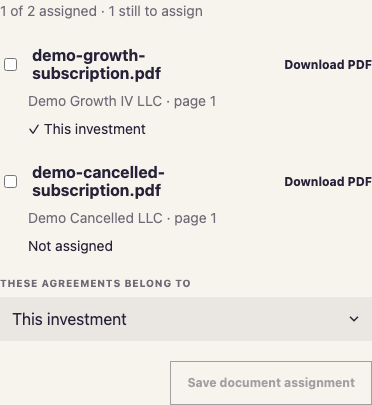 1 of 2 assigned · 1 still to assign
demo-growth-
subscription.pdf
Download PDF
Demo Growth IV LLC · page 1
✓ This investment
demo-cancelled-
subscription.pdf
Download PDF
Demo Cancelled LLC · page 1
Not assigned
THESE AGREEMENTS BELONG TO
This investment
Save document assignment